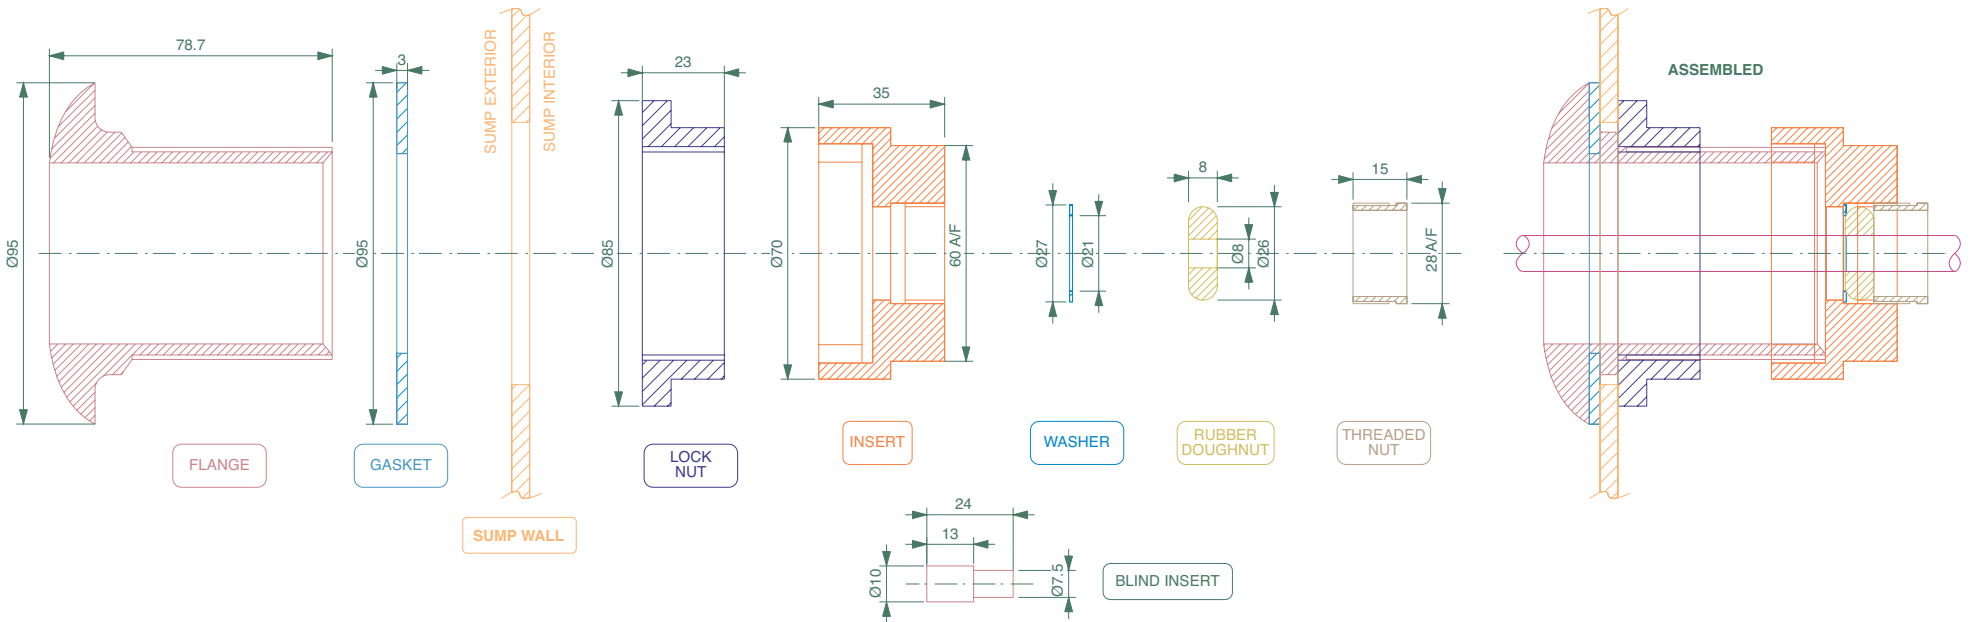 78.7
3
SUMP EXTERIOR
SUMP INTERIOR
23
35
8
15
ASSEMBLED
Ø95
Ø95
Ø85
Ø70
60 A/F
Ø27
Ø21
Ø8
Ø26
28A/F
FLANGE
GASKET
SUMP WALL
LOCK
NUT
INSERT
WASHER
RUBBER
DOUGHNUT
THREADED
NUT
24
13
Ø10
Ø7.5
BLIND INSERT